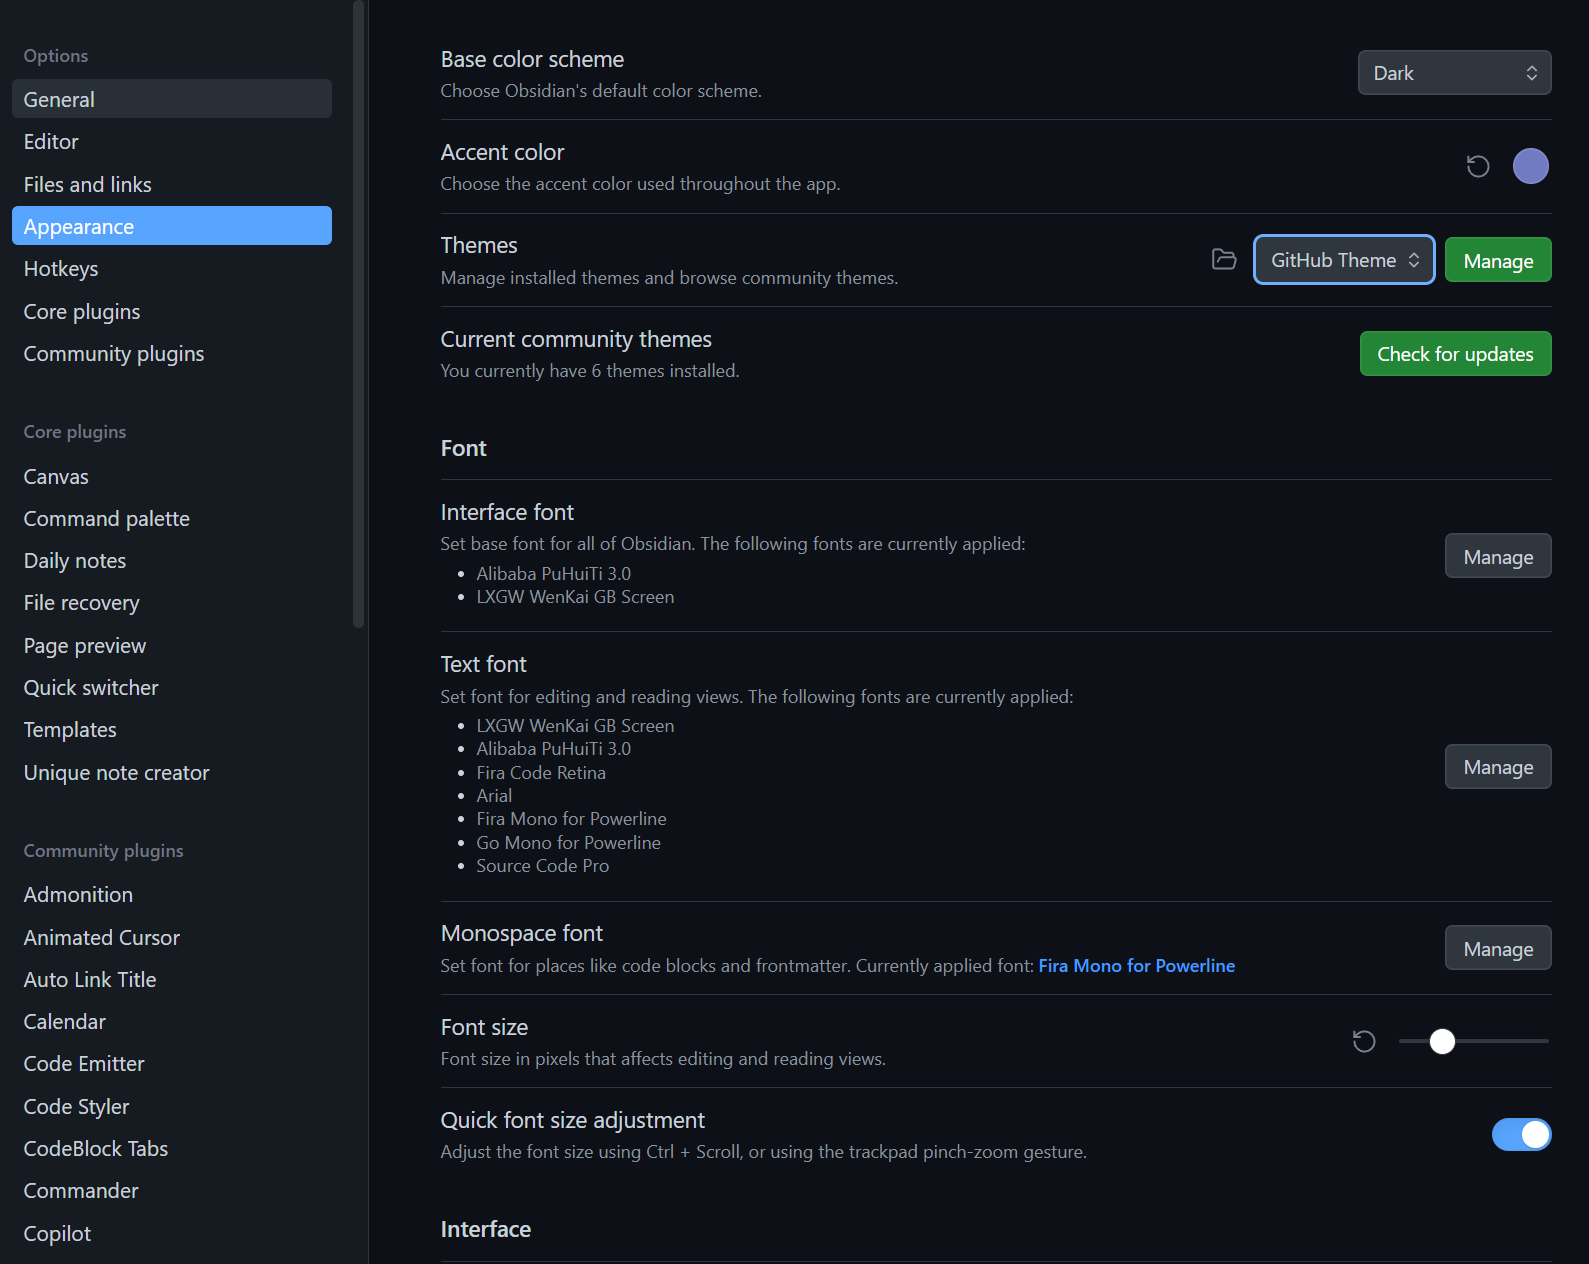 Options
General
Editor
Files and links
Appearance
Hotkeys
Core plugins
Community plugins
Core plugins
Canvas
Command palette
Daily notes
File recovery
Page preview
Quick switcher
Templates
Unique note creator
Community plugins
Admonition
Animated Cursor
Auto Link Title
Calendar
Code Emitter
Code Styler
CodeBlock Tabs
Commander
Copilot
Base color scheme
Choose Obsidian's default color scheme.
Dark
Accent color
Choose the accent color used throughout the app.
Themes
Manage installed themes and browse community themes.
GitHub Theme
Manage
Current community themes
You currently have 6 themes installed.
Check for updates
Font
Interface font
Set base font for all of Obsidian. The following fonts are currently applied:
Alibaba PuHuiTi 3.0
LXGW WenKai GB Screen
Manage
Text font
Set font for editing and reading views. The following fonts are currently applied:
LXGW WenKai GB Screen
Alibaba PuHuiTi 3.0
Fira Code Retina
Arial
Fira Mono for Powerline
Go Mono for Powerline
Source Code Pro
Manage
Monospace font
Set font for places like code blocks and frontmatter. Currently applied font: Fira Mono for Powerline
Manage
Font size
Font size in pixels that affects editing and reading views.
Quick font size adjustment
Adjust the font size using Ctrl + Scroll, or using the trackpad pinch-zoom gesture.
Interface